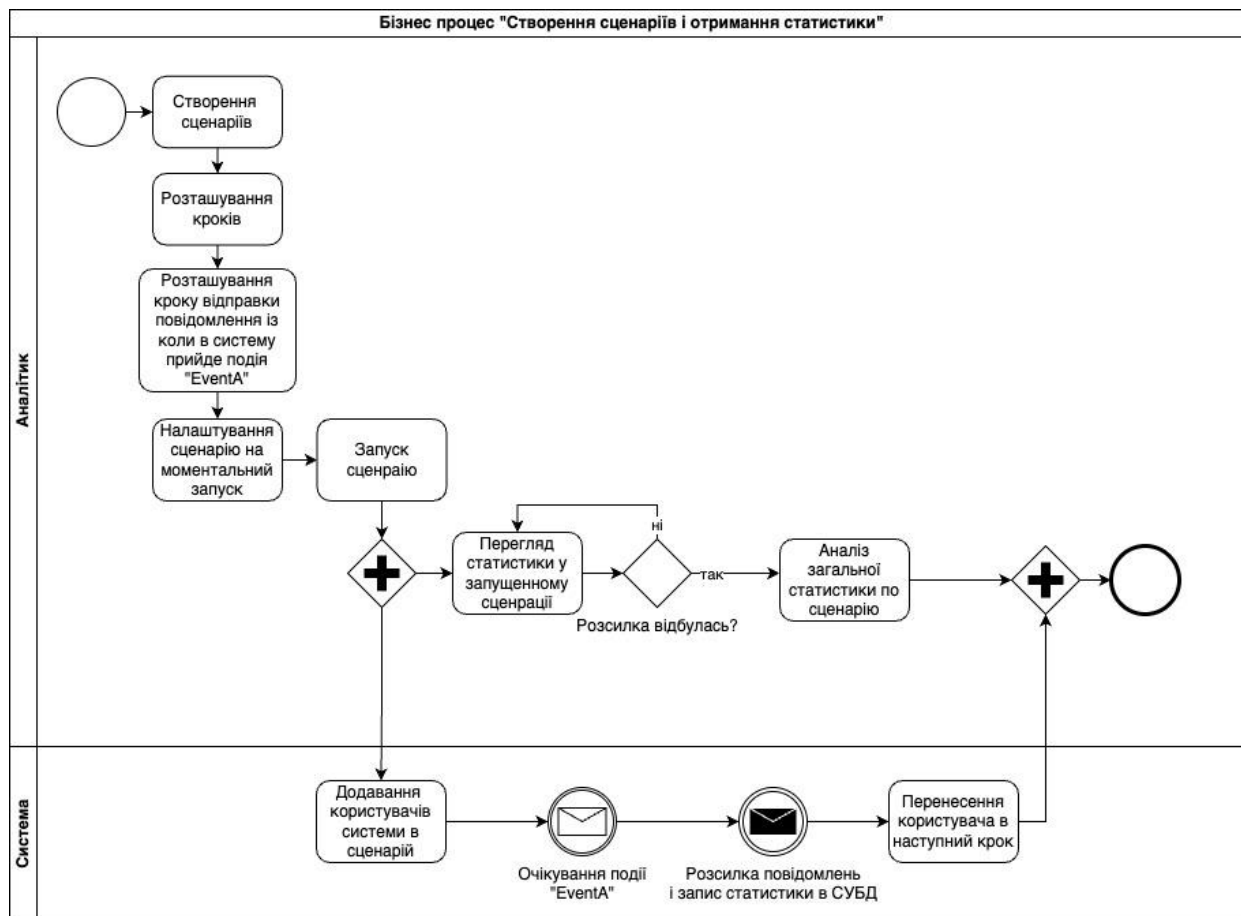 Бізнес процес "Створення сценаріїв і отримання статистики"
Аналітик
Створення
сценаріїв
Розташування
кроків
Розташування
кроку відправки
повідомлення із
коли в систему
прийде подія
"EventA"
Налаштування
сценарію на
моментальний
запуск
Запуск
сценраію
Перегляд
статистики у
запущенному
сценрації
ні
так
Розсилка відбулась?
Аналіз
загальної
статистики по
сценарію
Система
Додавання
користувачів
системи в
сценарій
Очікування події
"EventA"
Розсилка повідомлень
і запис статистики в СУБД
Перенесення
користувача в
наступний крок